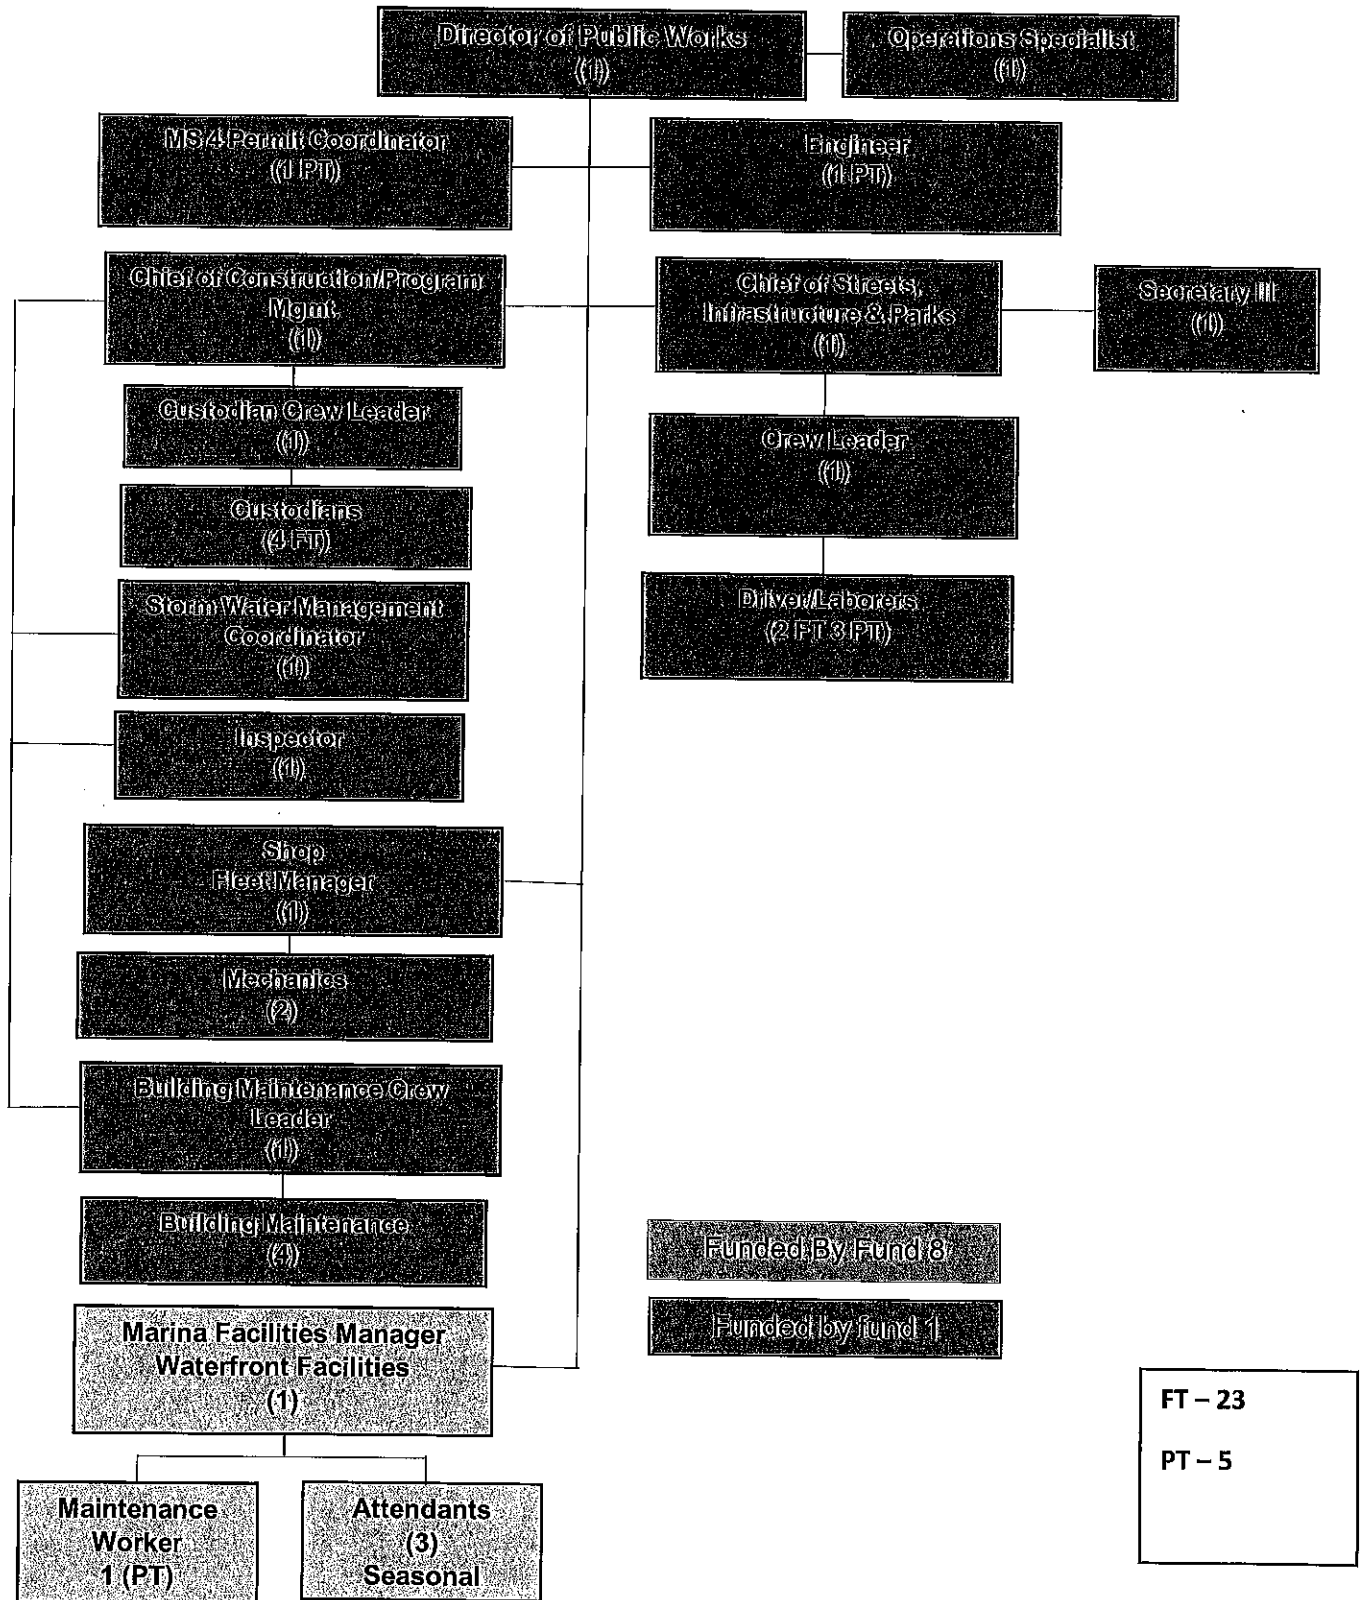 Director of Public Works
(1)
Operations Specialist
(1)
MS 4 Permit Coordinator
(1 PT)
Engineer
(1 PT)
Chief of Construction/Program
Mgmt.
(1)
Chief of Streets,
Infrastructure & Parks
(1)
Secretary III
(1)
Custodian Crew Leader
(1)
Crew Leader
(1)
Custodians
(4 FT)
Storm Water Management
Coordinator
(1)
Driver/Laborers
(2 FT 3 PT)
Inspector
(1)
Shop
Fleet Manager
(1)
Mechanics
(2)
Building Maintenance Crew
Leader
(1)
Building Maintenance
(4)
Funded By Fund 8
Funded by fund 1
Marina Facilities Manager
Waterfront Facilities
(1)
Maintenance
Worker
1 (PT)
Attendants
(3)
Seasonal
FT – 23
PT – 5